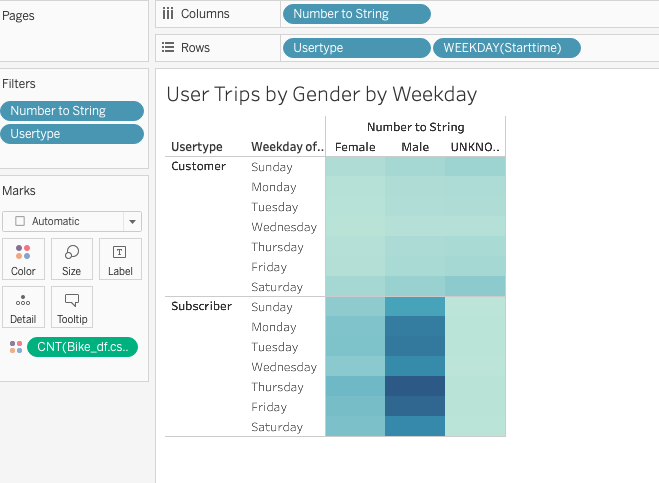 Pages
Columns Number to String
Rows Usertype WEEKDAY(Starttime)
Filters
Number to String
Usertype
Marks
Automatic
Color Size Label
Detail Tooltip
CNT(Bike_df.cs..
User Trips by Gender by Weekday
Number to String
Usertype Weekday of.. Female Male UNKNO..
Customer Sunday
Monday
Tuesday
Wednesday
Thursday
Friday
Saturday
Subscriber Sunday
Monday
Tuesday
Wednesday
Thursday
Friday
Saturday